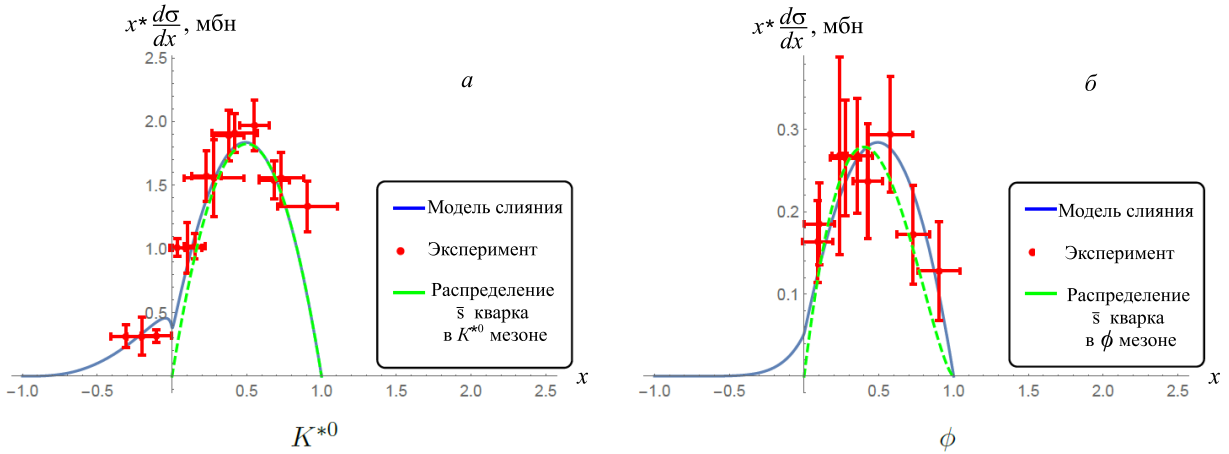 x* dσ/dx, мбн
а
2.5
2.0
1.5
1.0
0.5
-1.0 -0.5 0 0.5 1.0 1.5 2.0 2.5 x
Модель слияния
Эксперимент
Распределение
s̄ кварка
в K*0 мезоне
K*0
x* dσ/dx, мбн
б
0.3
0.2
0.1
-1.0 -0.5 0 0.5 1.0 1.5 2.0 2.5 x
Модель слияния
Эксперимент
Распределение
s̄ кварка
в ϕ мезоне
ϕ